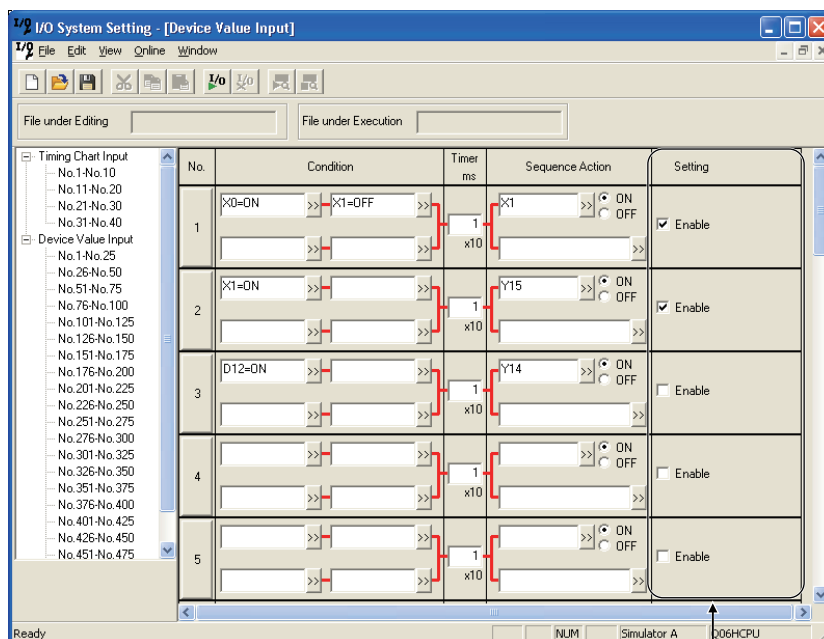 I/O System Setting - [Device Value Input]
File Edit View Online Window
I/O I/O
File under Editing File under Execution
Timing Chart Input
No.1-No.10
No.11-No.20
No.21-No.30
No.31-No.40
Device Value Input
No.1-No.25
No.26-No.50
No.51-No.75
No.76-No.100
No.101-No.125
No.126-No.150
No.151-No.175
No.176-No.200
No.201-No.225
No.226-No.250
No.251-No.275
No.276-No.300
No.301-No.325
No.326-No.350
No.351-No.375
No.376-No.400
No.401-No.425
No.426-No.450
No.451-No.475
No. Condition Timer ms Sequence Action Setting
1 X0=ON >> X1=OFF >> 1 X1 >> ON
OFF
Enable
>> >> x10 >>
2 X1=ON >> >> 1 Y15 >> ON
OFF
Enable
>> >> x10 >>
3 D12=ON >> >> 1 Y14 >> ON
OFF
Enable
>> >> x10 >>
4 >> >> 1 >> ON
OFF
Enable
>> >> x10 >>
5 >> >> 1 >> ON
OFF
Enable
>> >> x10 >>
Ready NUM Simulator A Q06HCPU